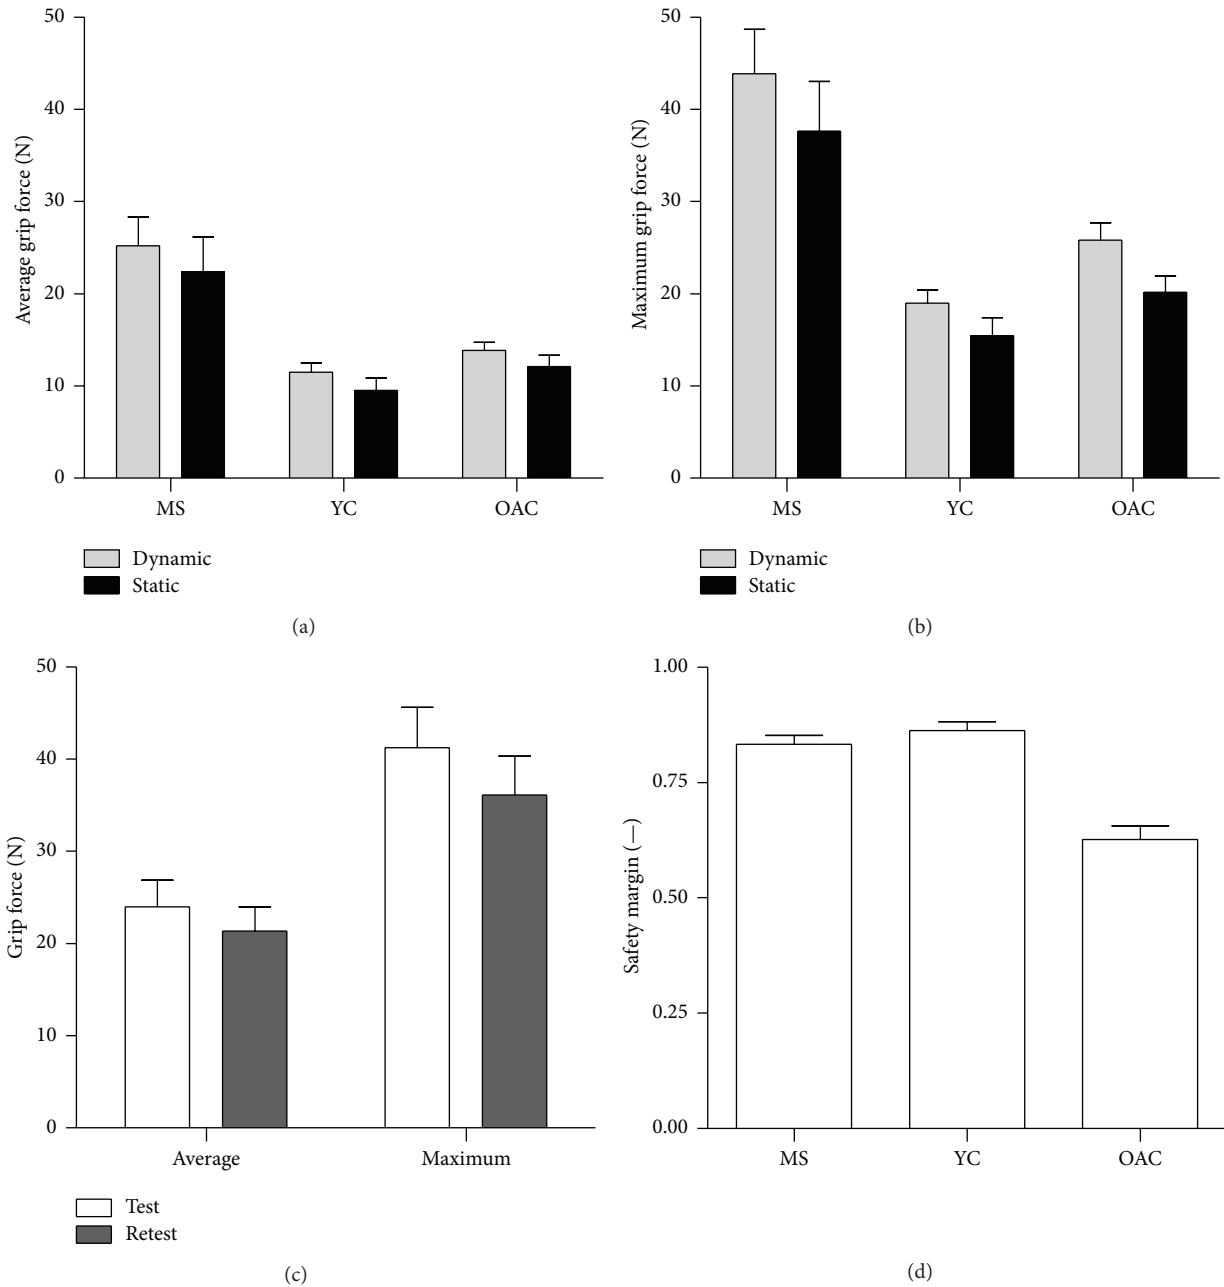 50
40
30
20
10
0
Average grip force (N)
MS YC OAC
Dynamic
Static
(a)
50
40
30
20
10
0
Maximum grip force (N)
MS YC OAC
Dynamic
Static
(b)
50
40
30
20
10
0
Grip force (N)
Average Maximum
Test
Retest
(c)
1.00
0.75
0.50
0.25
0.00
Safety margin (—)
MS YC OAC
(d)